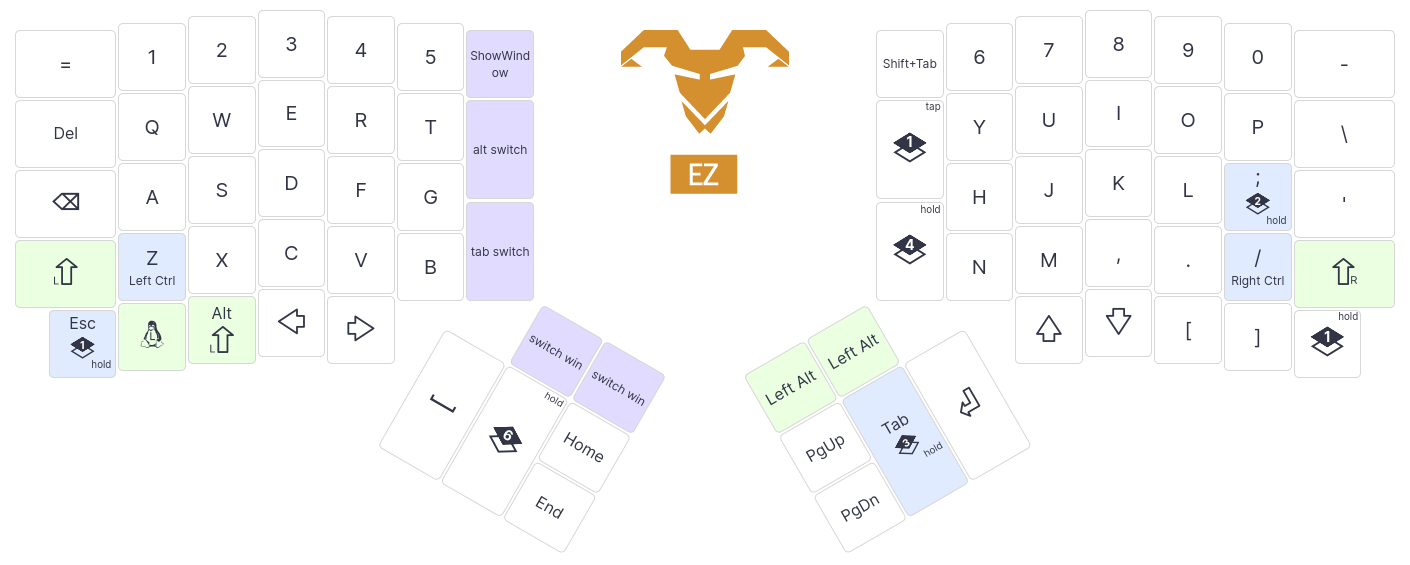 =
1
2
3
4
5
ShowWind
ow
Shift+Tab
6
7
8
9
0
-
Del
Q
W
E
R
T
alt switch
tap
1
Y
U
I
O
P
\
A
S
D
F
G
tab switch
hold
4
H
J
K
L
;
2
hold
'
L
Z
Left Ctrl
X
C
V
B
N
M
,
.
/
Right Ctrl
R
Esc
1
hold
L
Alt
L
[
]
hold
1
EZ
switch win
switch win
hold
6
Home
End
Left Alt
Left Alt
PgUp
Tab
3
hold
PgDn